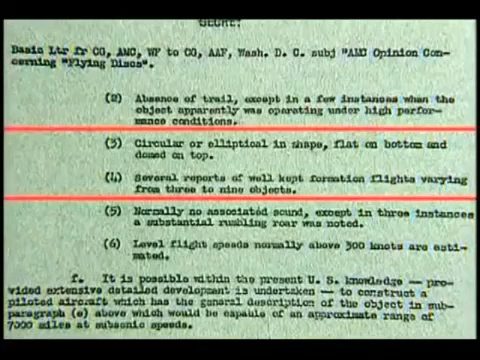 SECRET
Basic Ltr fr CG, AMC, WF to CG, AAF, Wash. D. C. subj "AMC Opinion Con-
cerning "Flying Discs".
(2) Absence of trail, except in a few instances when the
object apparently was operating under high perfor-
mance conditions.
(3) Circular or elliptical in shape, flat on bottom and
domed on top.
(4) Several reports of well kept formation flights varying
from three to nine objects.
(5) Normally no associated sound, except in three instances
a substantial rumbling roar was noted.
(6) Level flight speeds normally above 300 knots are esti-
mated.
f. It is possible within the present U. S. knowledge -- pro-
vided extensive detailed development is undertaken -- to construct a
piloted aircraft which has the general description of the object in sub-
paragraph (e) above which would be capable of an approximate range of
7000 miles at subsonic speeds.